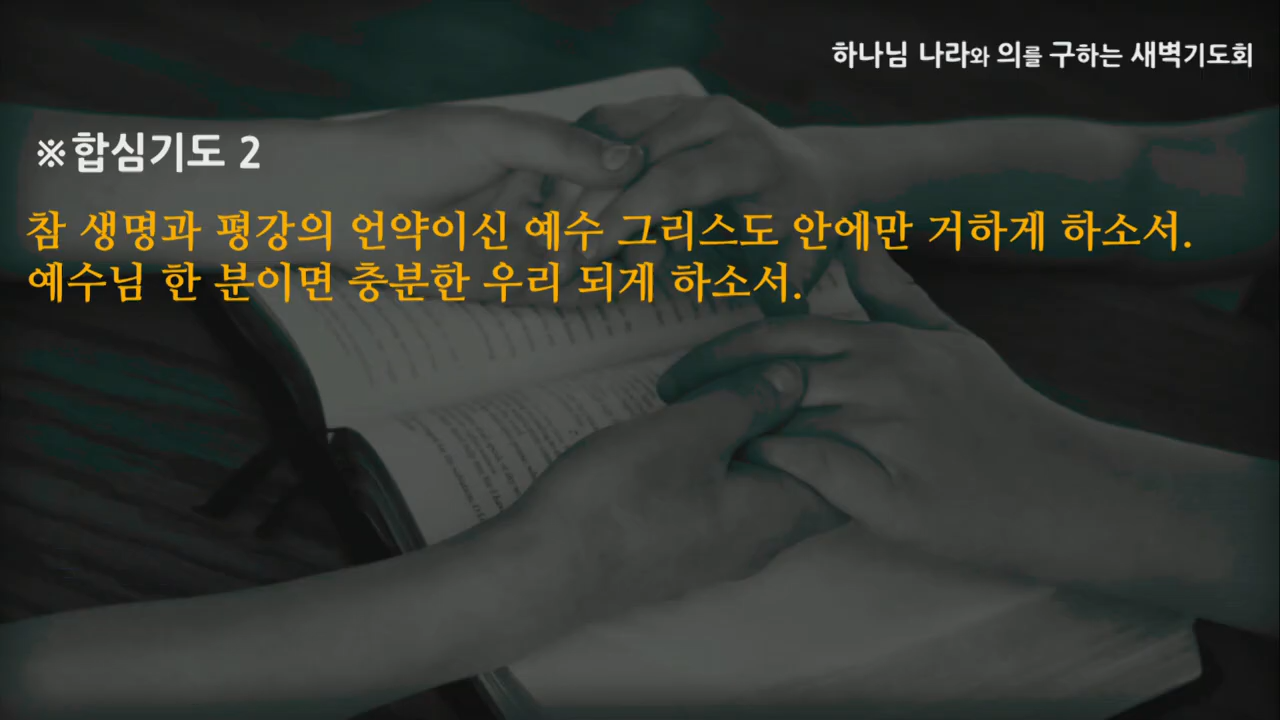 하나님 나라와 의를 구하는 새벽기도회
※합심기도 2
참 생명과 평강의 언약이신 예수 그리스도 안에만 거하게 하소서.
예수님 한 분이면 충분한 우리 되게 하소서.